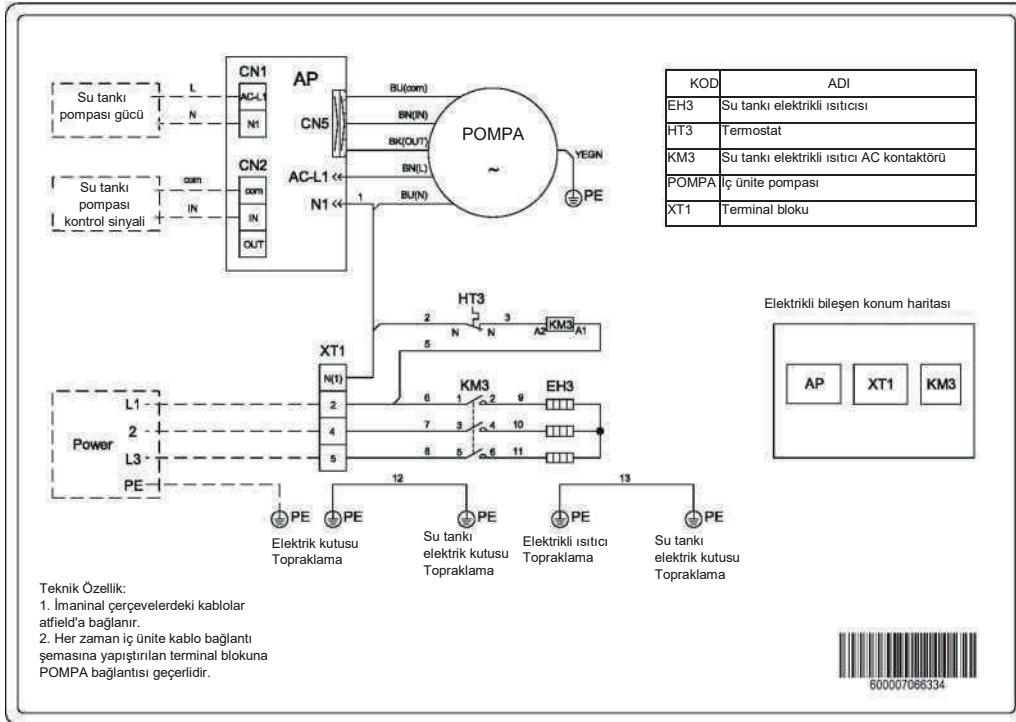 Su tankı
pompası gücü
L
N
CN1
AC-L1
N1
AP
CN5
CN2
com
IN
OUT
AC-L1
N1
1
Su tankı
pompası
kontrol sinyali
com
IN
BU(com)
BN(IN)
BK(OUT)
BN(L)
BU(N)
POMPA
~
YEGN
PE
KOD ADI
EH3 Su tankı elektrikli ısıtıcısı
HT3 Termostat
KM3 Su tankı elektrikli ısıtıcı AC kontaktörü
POMPA İç ünite pompası
XT1 Terminal bloku
Elektrikli bileşen konum haritası
AP XT1 KM3
HT3
2 N N 3 A2 KM3 A1
5
XT1
N(1)
2
4
5
Power
L1
2
L3
PE
KM3 EH3
6 1 2 9
7 3 4 10
8 5 6 11
12 13
PE PE PE PE PE
Elektrik kutusu
Topraklama
Su tankı
elektrik kutusu
Topraklama
Elektrikli ısıtıcı
Topraklama
Su tankı
elektrik kutusu
Topraklama
Teknik Özellik:
1. İmaninal çerçevelerdeki kablolar
atfield'a bağlanır.
2. Her zaman iç ünite kablo bağlantı
şemasına yapıştırılan terminal blokuna
POMPA bağlantısı geçerlidir.
600007066334